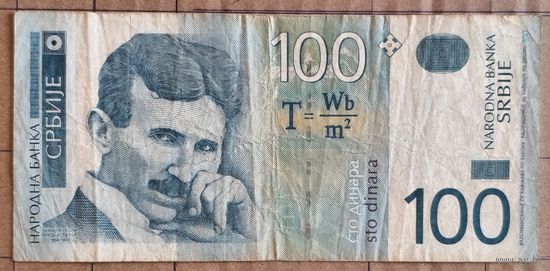 НАРОДНА БАНКА
СРБИЈЕ
100
T = Wb
m²
сто динара
sto dinara
NARODNA BANKA
SRBIJE
100